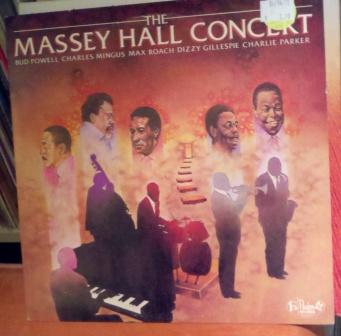 THE
MASSEY HALL CONCERT
BUD POWELL CHARLES MINGUS MAX ROACH DIZZY GILLESPIE CHARLIE PARKER